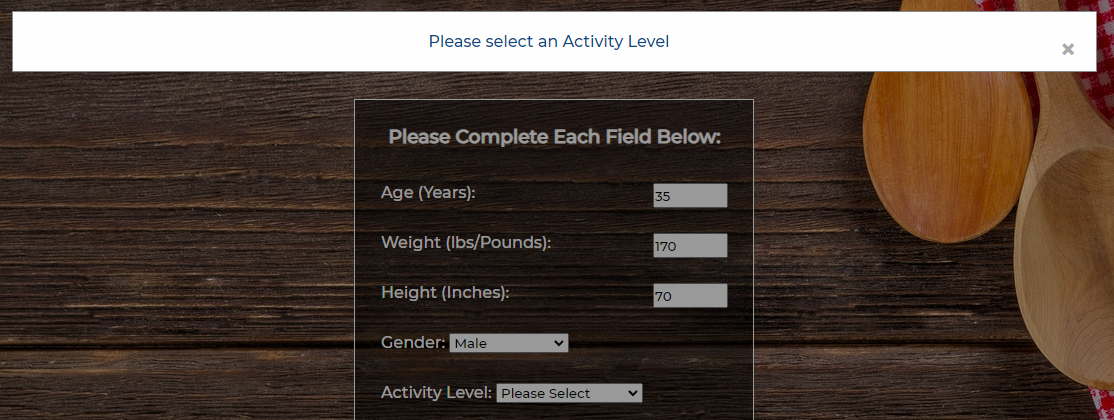 Please select an Activity Level
×
Please Complete Each Field Below:
Age (Years): 35
Weight (lbs/Pounds): 170
Height (Inches): 70
Gender: Male
Activity Level: Please Select